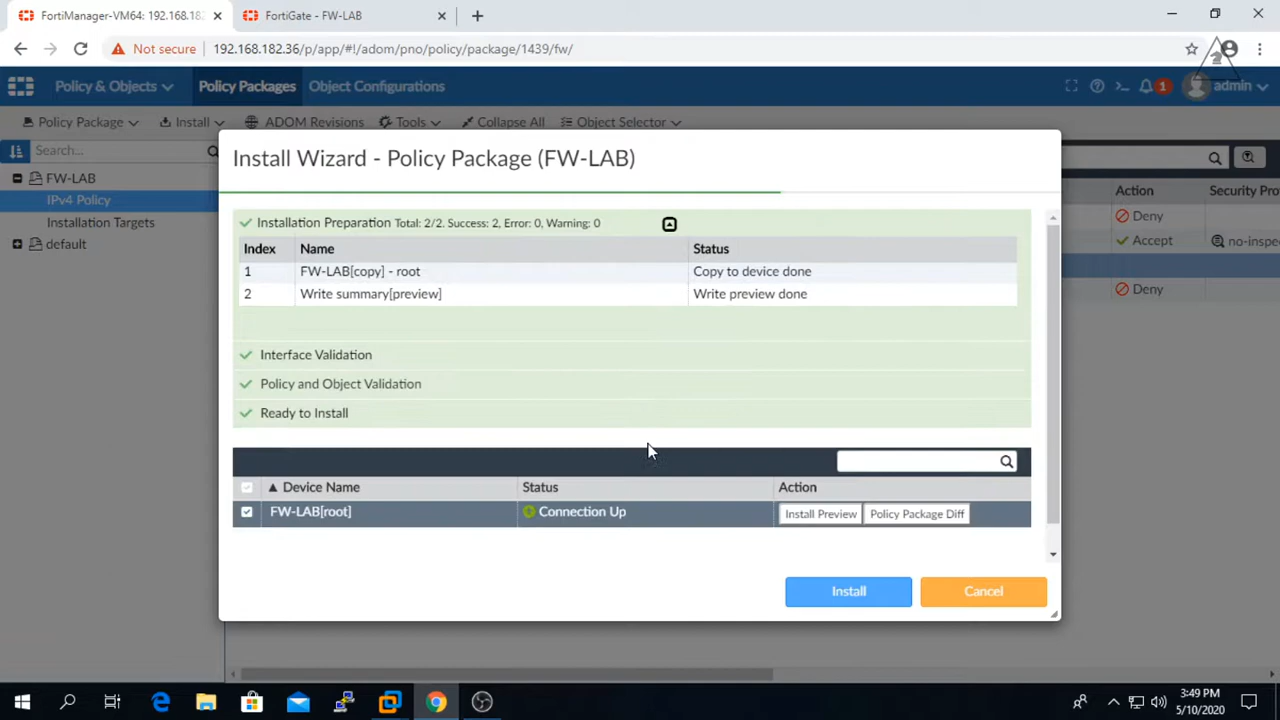 FortiManager-VM64: 192.168.182
FortiGate - FW-LAB
Not secure
192.168.182.36/p/app/#!/adom/pno/policy/package/1439/fw/
Policy & Objects
Policy Packages
Object Configurations
1
admin
Policy Package
Install
ADOM Revisions
Tools
Collapse All
Object Selector
Search...
FW-LAB
IPv4 Policy
Installation Targets
default
Action
Security Pro
Deny
Accept
no-inspe
Deny
Install Wizard - Policy Package (FW-LAB)
Installation Preparation Total: 2/2. Success: 2, Error: 0, Warning: 0
Index Name Status
1 FW-LAB[copy] - root Copy to device done
2 Write summary[preview] Write preview done
Interface Validation
Policy and Object Validation
Ready to Install
Device Name Status Action
FW-LAB[root] Connection Up Install Preview Policy Package Diff
Install Cancel
3:49 PM
5/10/2020